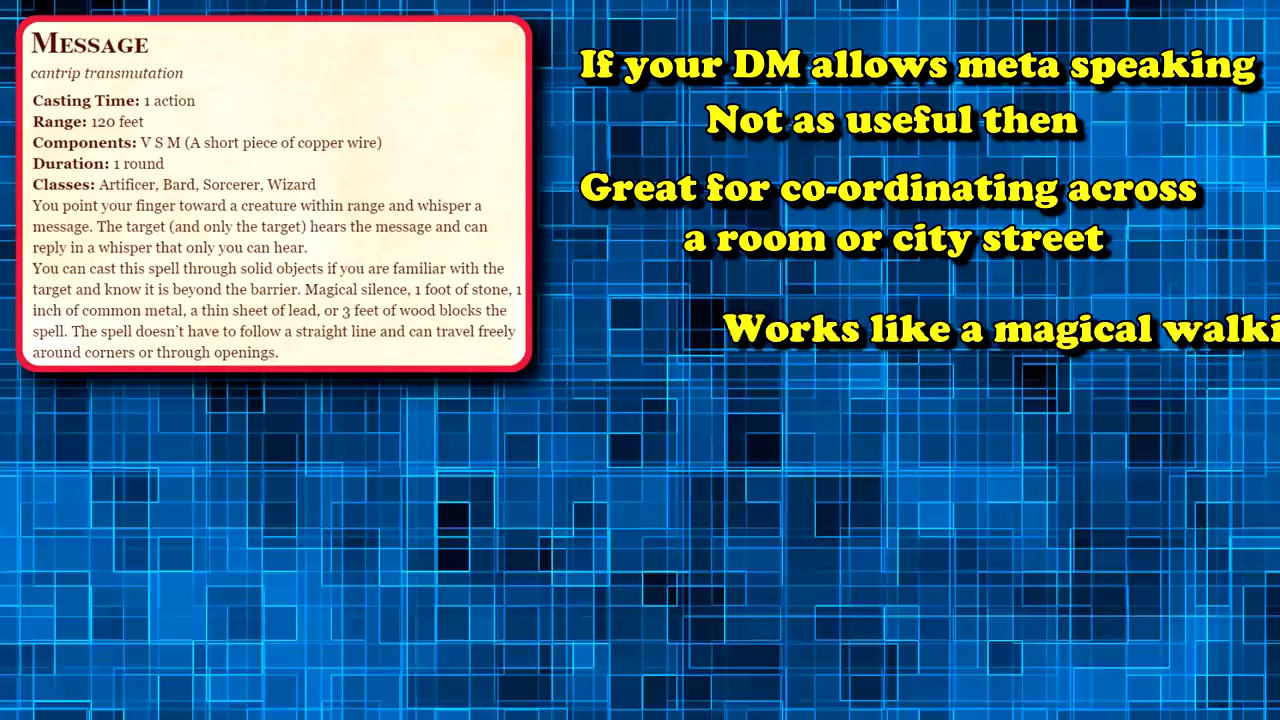 Message
cantrip transmutation
Casting Time: 1 action
Range: 120 feet
Components: V S M (A short piece of copper wire)
Duration: 1 round
Classes: Artificer, Bard, Sorcerer, Wizard
You point your finger toward a creature within range and whisper a
message. The target (and only the target) hears the message and can
reply in a whisper that only you can hear.
You can cast this spell through solid objects if you are familiar with the
target and know it is beyond the barrier. Magical silence, 1 foot of stone, 1
inch of common metal, a thin sheet of lead, or 3 feet of wood blocks the
spell. The spell doesn't have to follow a straight line and can travel freely
around corners or through openings.
If your DM allows meta speaking
Not as useful then
Great for co-ordinating across
a room or city street
Works like a magical walki